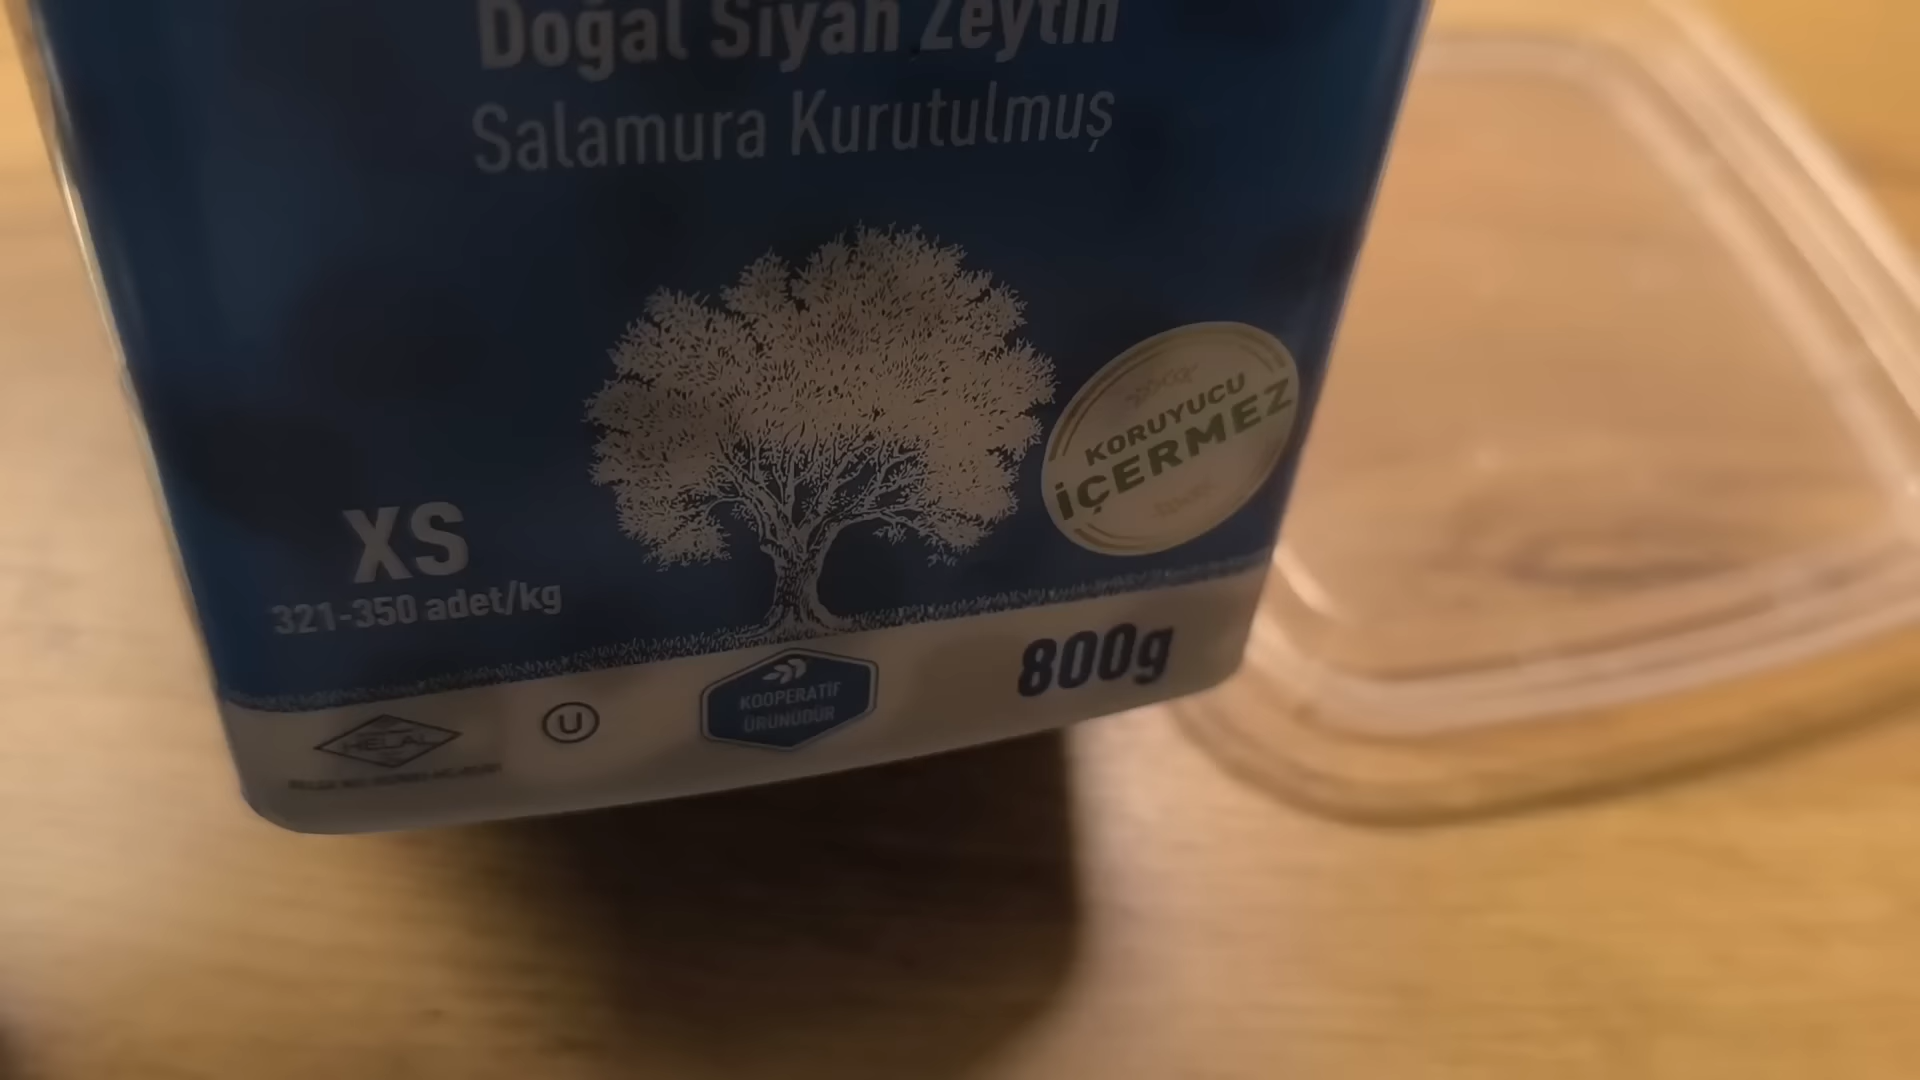 Doğal Siyah Zeytin
Salamura Kurutulmuş
KORUYUCU
İÇERMEZ
XS
321-350 adet/kg
800g
KOOPERATİF
ÜRÜNÜDÜR
U
HELAL